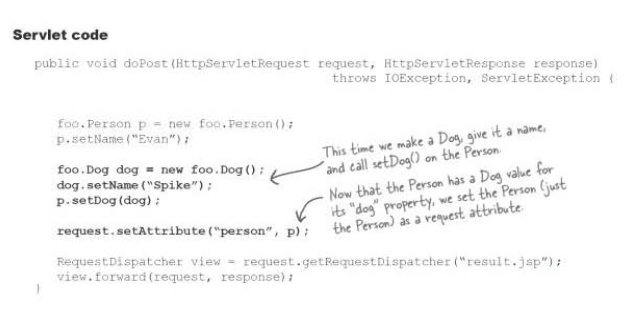 Servlet code
public void doPost(HttpServletRequest request, HttpServletResponse response)
throws IOException, ServletException {
foo.Person p = new foo.Person();
p.setName("Evan");
foo.Dog dog = new foo.Dog();
dog.setName("Spike");
p.setDog(dog);
This time we make a Dog, give it a name,
and call setDog() on the Person.
request.setAttribute("person", p);
Now that the Person has a Dog value for
its "dog" property, we set the Person (just
the Person) as a request attribute.
RequestDispatcher view = request.getRequestDispatcher("result.jsp");
view.forward(request, response);
}